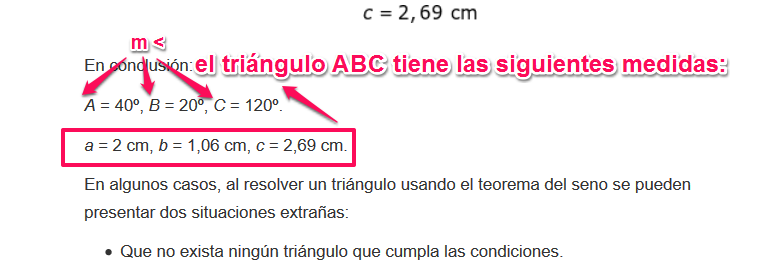 c = 2,69 cm
m <
En conclusión: el triángulo ABC tiene las siguientes medidas:
A = 40º, B = 20º, C = 120º.
a = 2 cm, b = 1,06 cm, c = 2,69 cm.
En algunos casos, al resolver un triángulo usando el teorema del seno se pueden
presentar dos situaciones extrañas:
• Que no exista ningún triángulo que cumpla las condiciones.